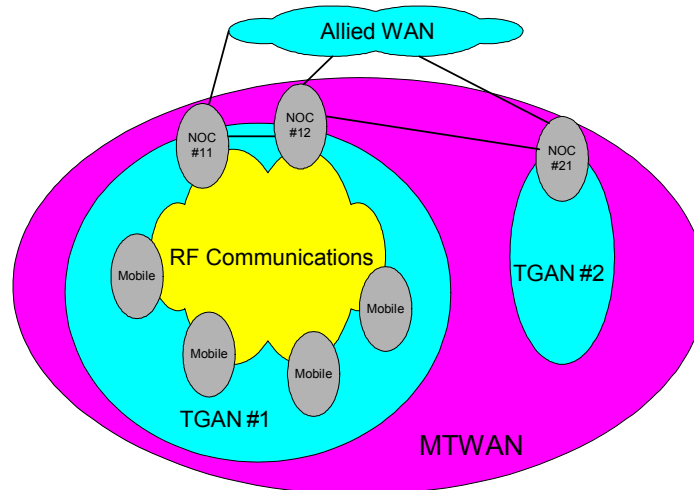 Allied WAN
NOC
#11
NOC
#12
NOC
#21
RF Communications
Mobile
TGAN #2
Mobile
Mobile
Mobile
TGAN #1
MTWAN